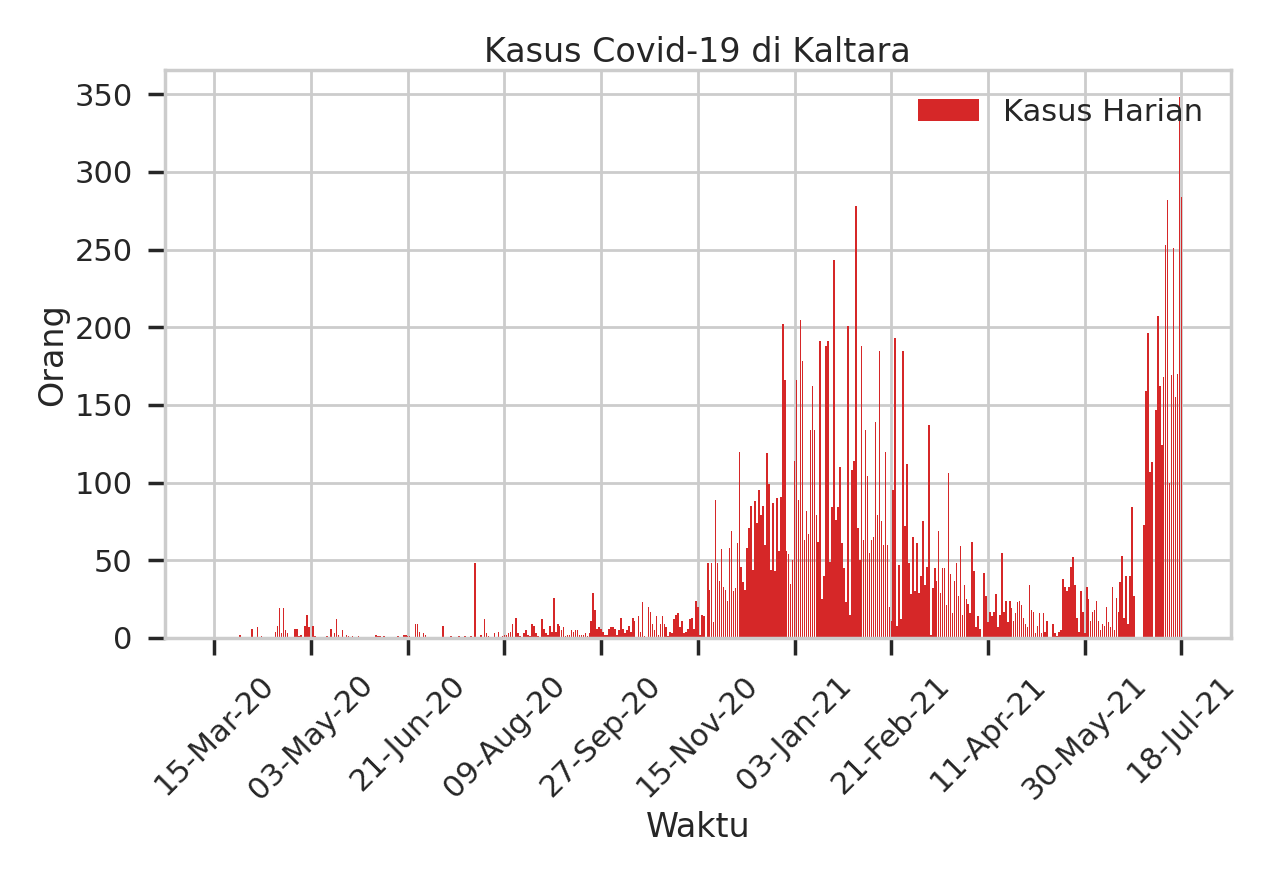 Kasus Covid-19 di Kaltara
Kasus Harian
Orang
350
300
250
200
150
100
50
0
15-Mar-20
03-May-20
21-Jun-20
09-Aug-20
27-Sep-20
15-Nov-20
03-Jan-21
21-Feb-21
11-Apr-21
30-May-21
18-Jul-21
Waktu